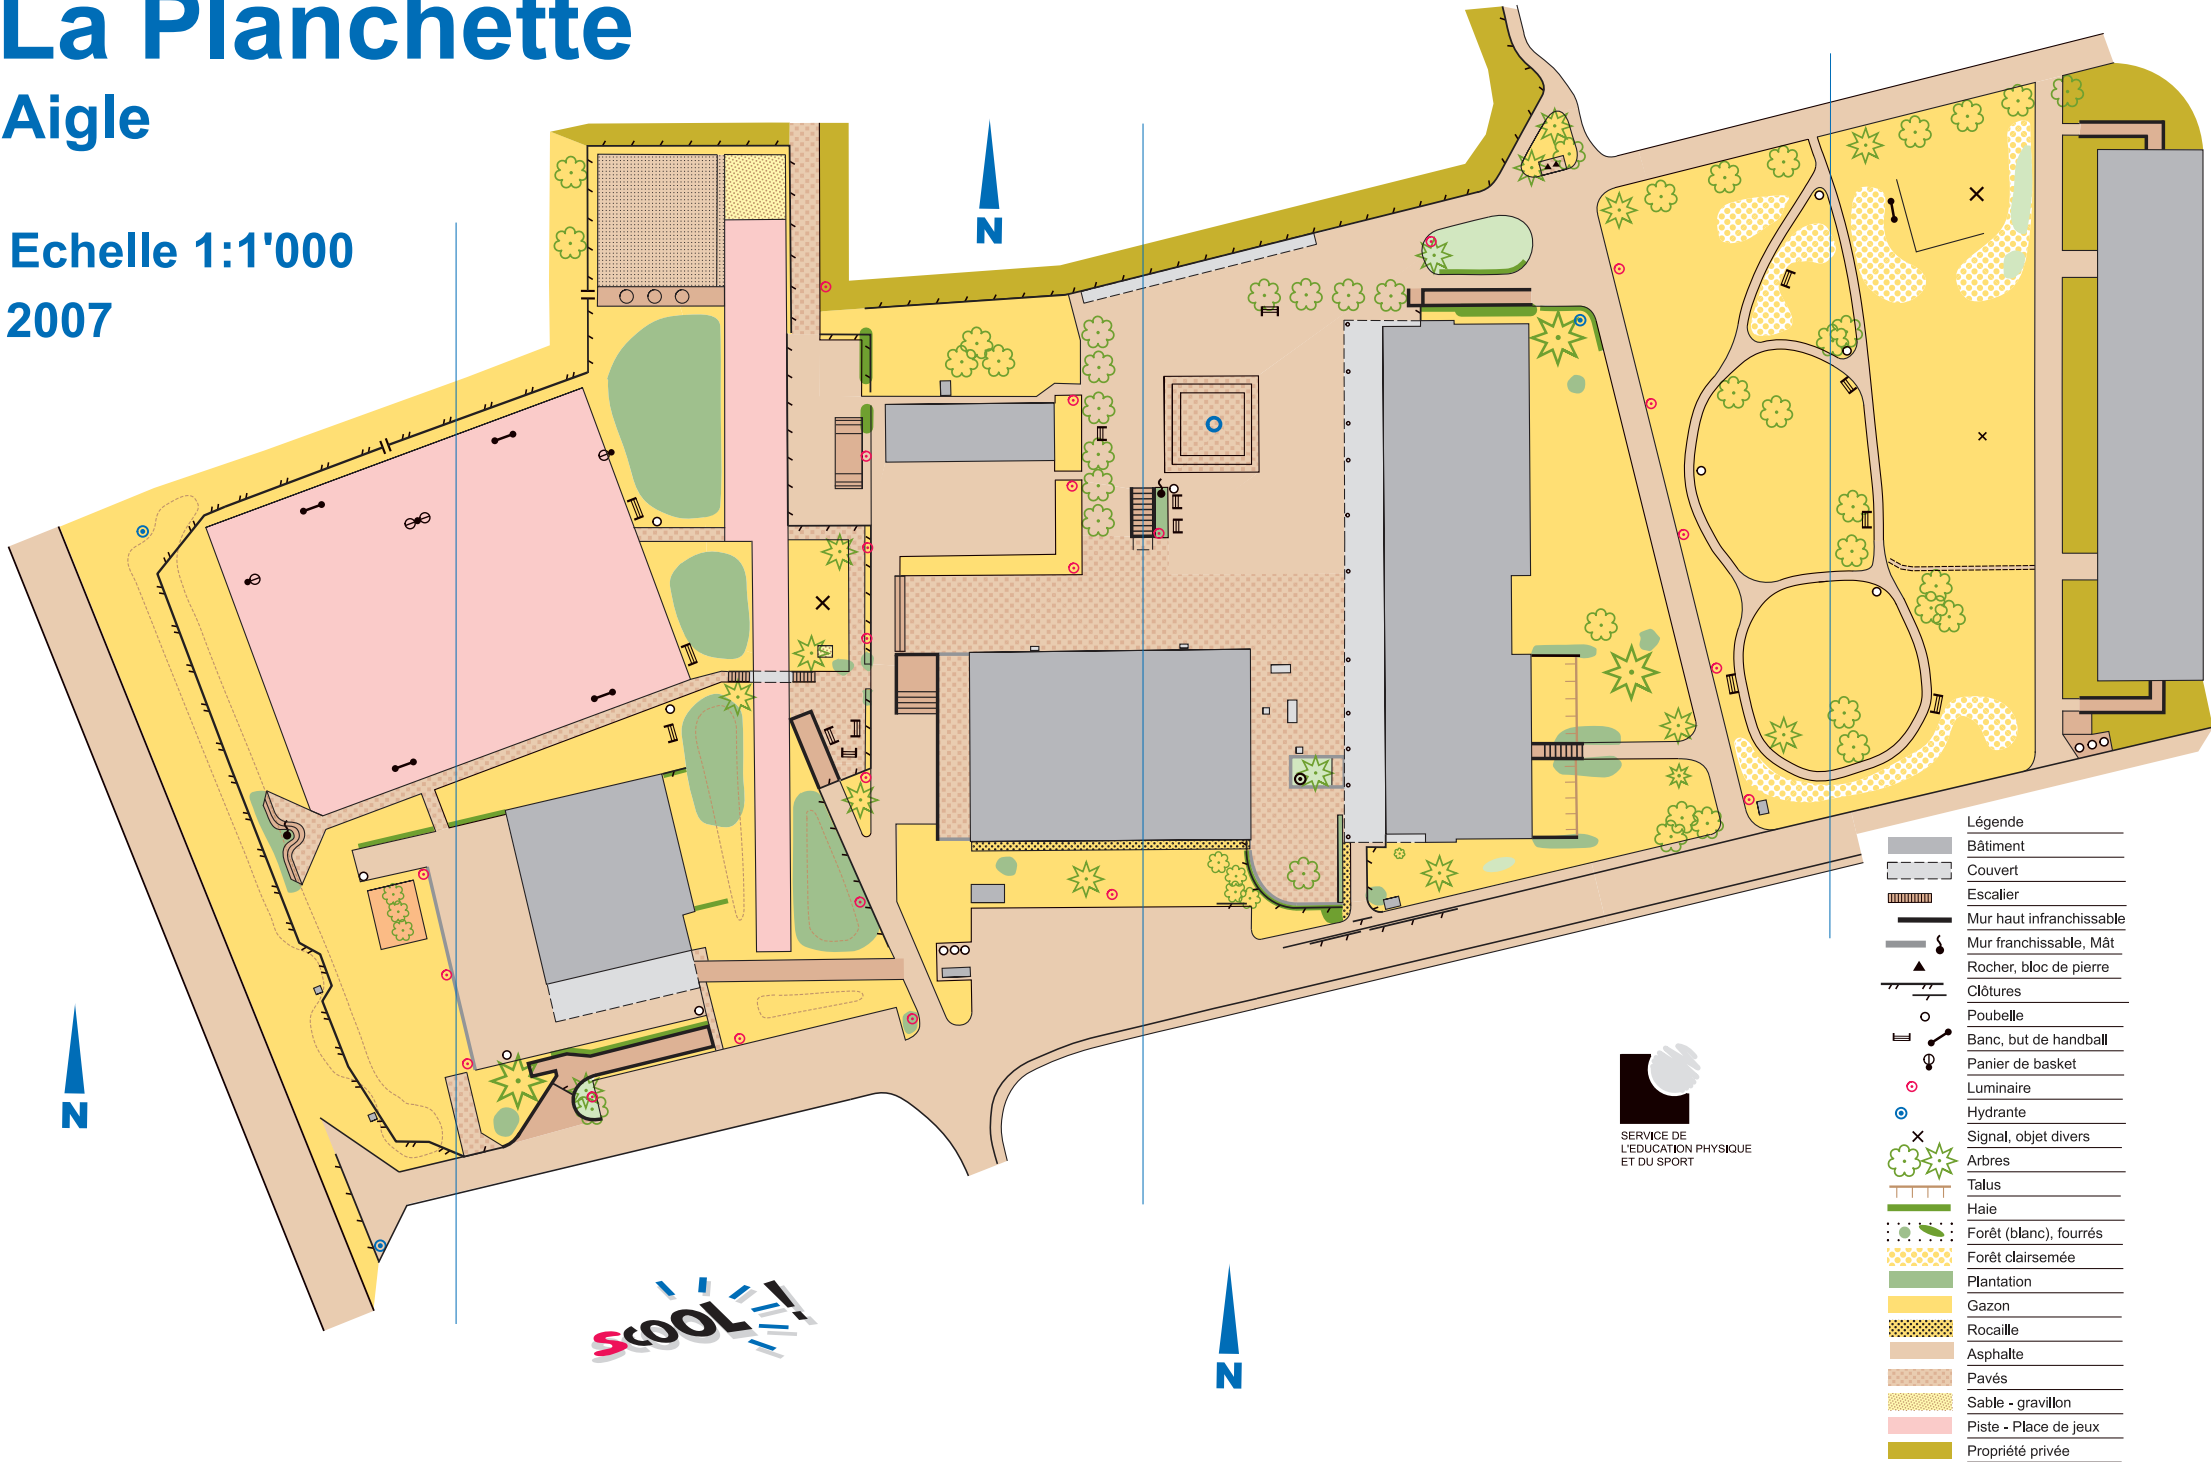 La Planchette
Aigle
Echelle 1:1'000
2007
N
N
N
SCOOL !!
SERVICE DE
L'EDUCATION PHYSIQUE
ET DU SPORT
Légende
Bâtiment
Couvert
Escalier
Mur haut infranchissable
Mur franchissable, Mât
Rocher, bloc de pierre
Clôtures
Poubelle
Banc, but de handball
Panier de basket
Luminaire
Hydrante
Signal, objet divers
Arbres
Talus
Haie
Forêt (blanc), fourrés
Forêt clairsemée
Plantation
Gazon
Rocaille
Asphalte
Pavés
Sable - gravillon
Piste - Place de jeux
Propriété privée